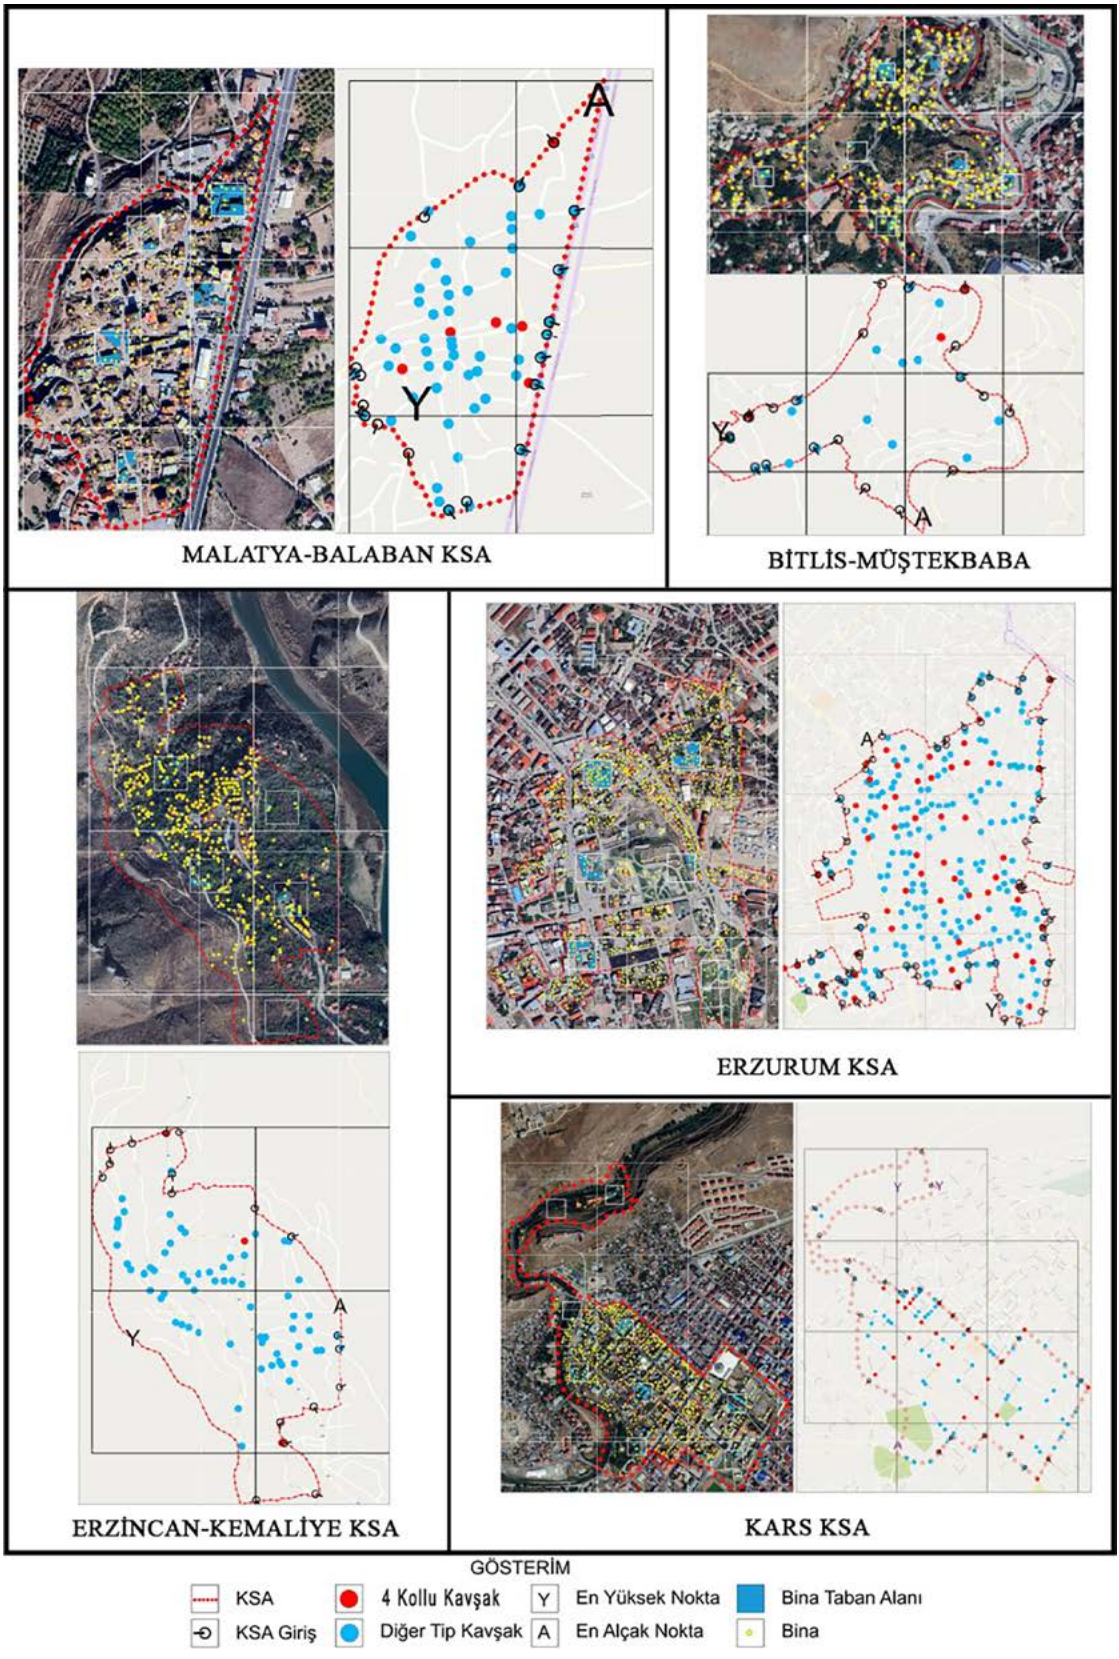 A
Y
MALATYA-BALABAN KSA
Y
A
BİTLİS-MÜŞTEKBABA
A
Y
ERZİNCAN-KEMALİYE KSA
A
Y
ERZURUM KSA
Y Y
A
KARS KSA
GÖSTERİM
KSA 4 Kollu Kavşak Y En Yüksek Nokta Bina Taban Alanı
KSA Giriş Diğer Tip Kavşak A En Alçak Nokta Bina